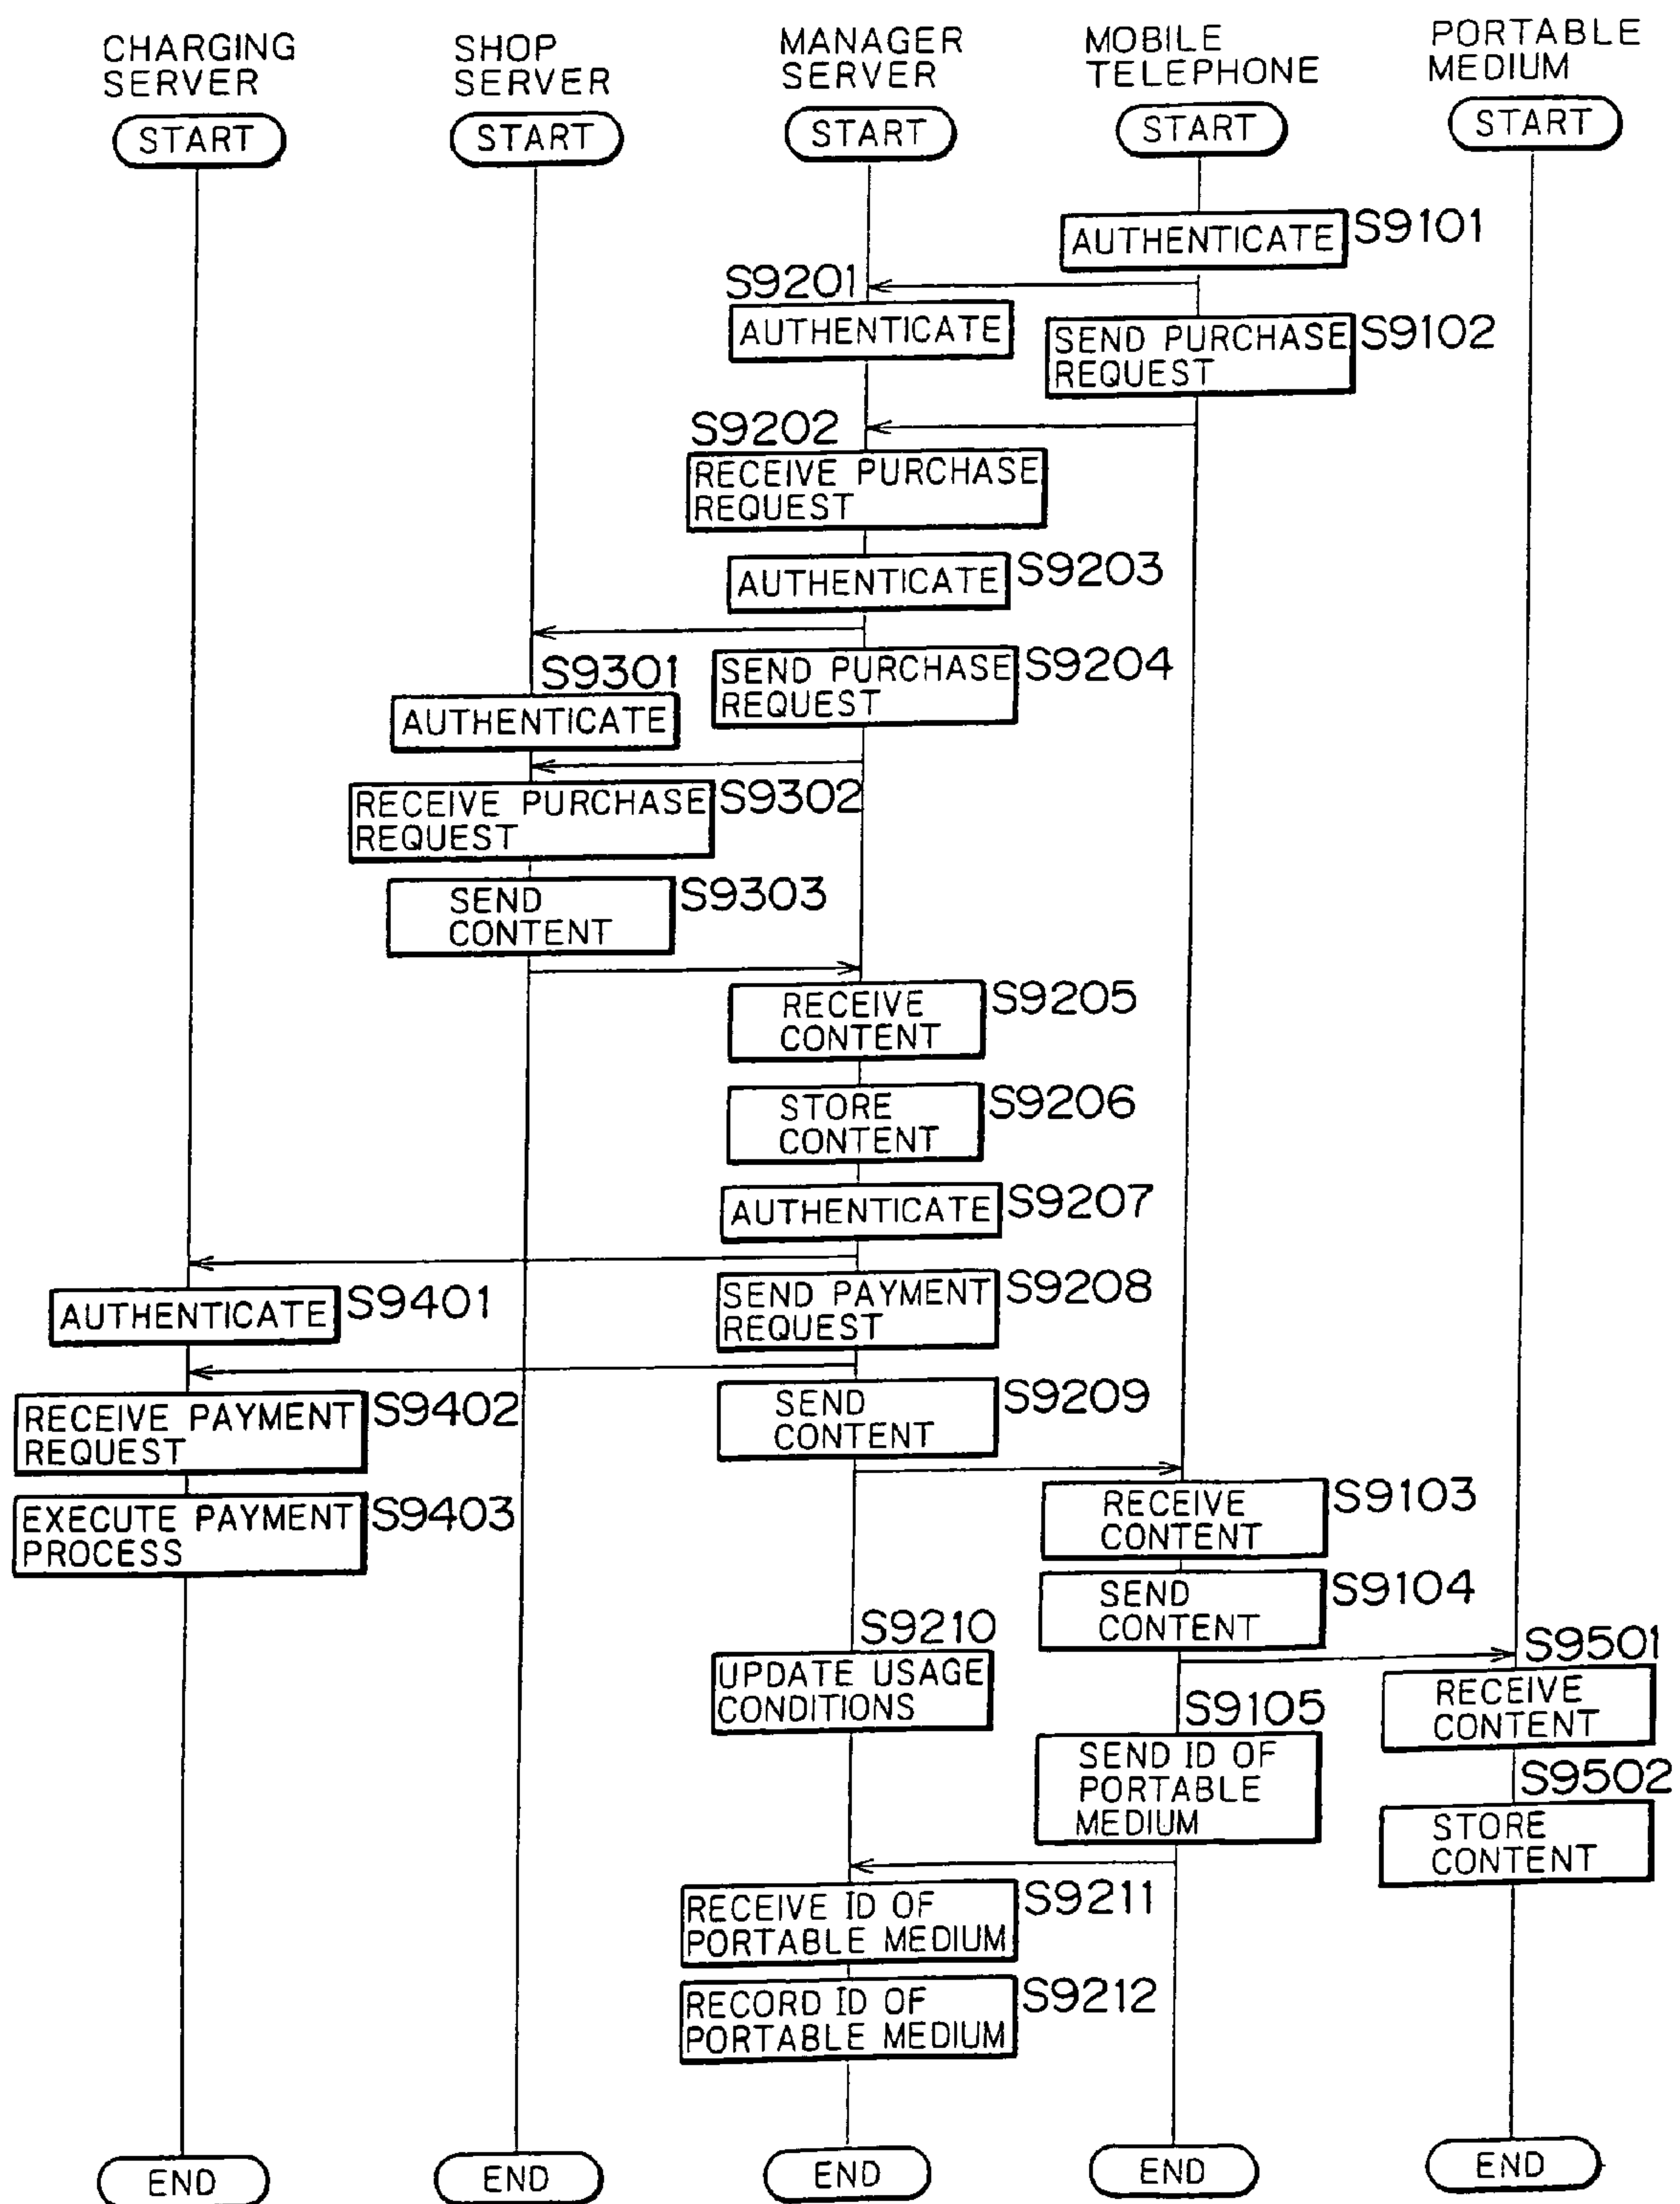 CHARGING
SERVER
SHOP
SERVER
MANAGER
SERVER
MOBILE
TELEPHONE
PORTABLE
MEDIUM
START
START
START
START
START
AUTHENTICATE
S9101
S9201
AUTHENTICATE
SEND PURCHASE
REQUEST
S9102
S9202
RECEIVE PURCHASE
REQUEST
AUTHENTICATE
S9203
SEND PURCHASE
REQUEST
S9204
S9301
AUTHENTICATE
RECEIVE PURCHASE
REQUEST
S9302
SEND
CONTENT
S9303
RECEIVE
CONTENT
S9205
STORE
CONTENT
S9206
AUTHENTICATE
S9207
AUTHENTICATE
S9401
SEND PAYMENT
REQUEST
S9208
RECEIVE PAYMENT
REQUEST
S9402
SEND
CONTENT
S9209
EXECUTE PAYMENT
PROCESS
S9403
RECEIVE
CONTENT
S9103
SEND
CONTENT
S9104
S9210
UPDATE USAGE
CONDITIONS
S9501
RECEIVE
CONTENT
S9105
SEND ID OF
PORTABLE
MEDIUM
S9502
STORE
CONTENT
RECEIVE ID OF
PORTABLE MEDIUM
S9211
RECORD ID OF
PORTABLE MEDIUM
S9212
END
END
END
END
END